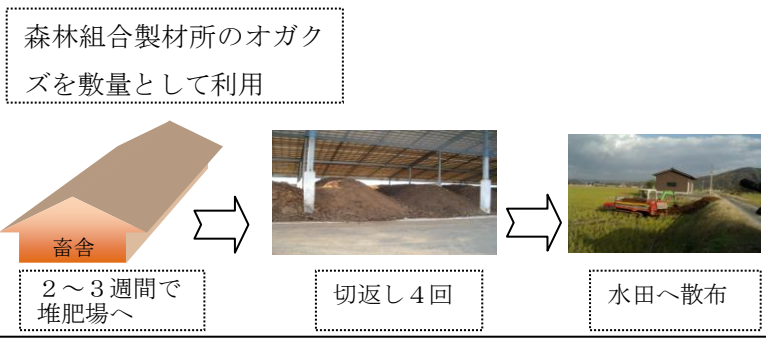 森林組合製材所のオガク
ズを敷量として利用
畜舎
２～３週間で
堆肥場へ
切返し４回
水田へ散布